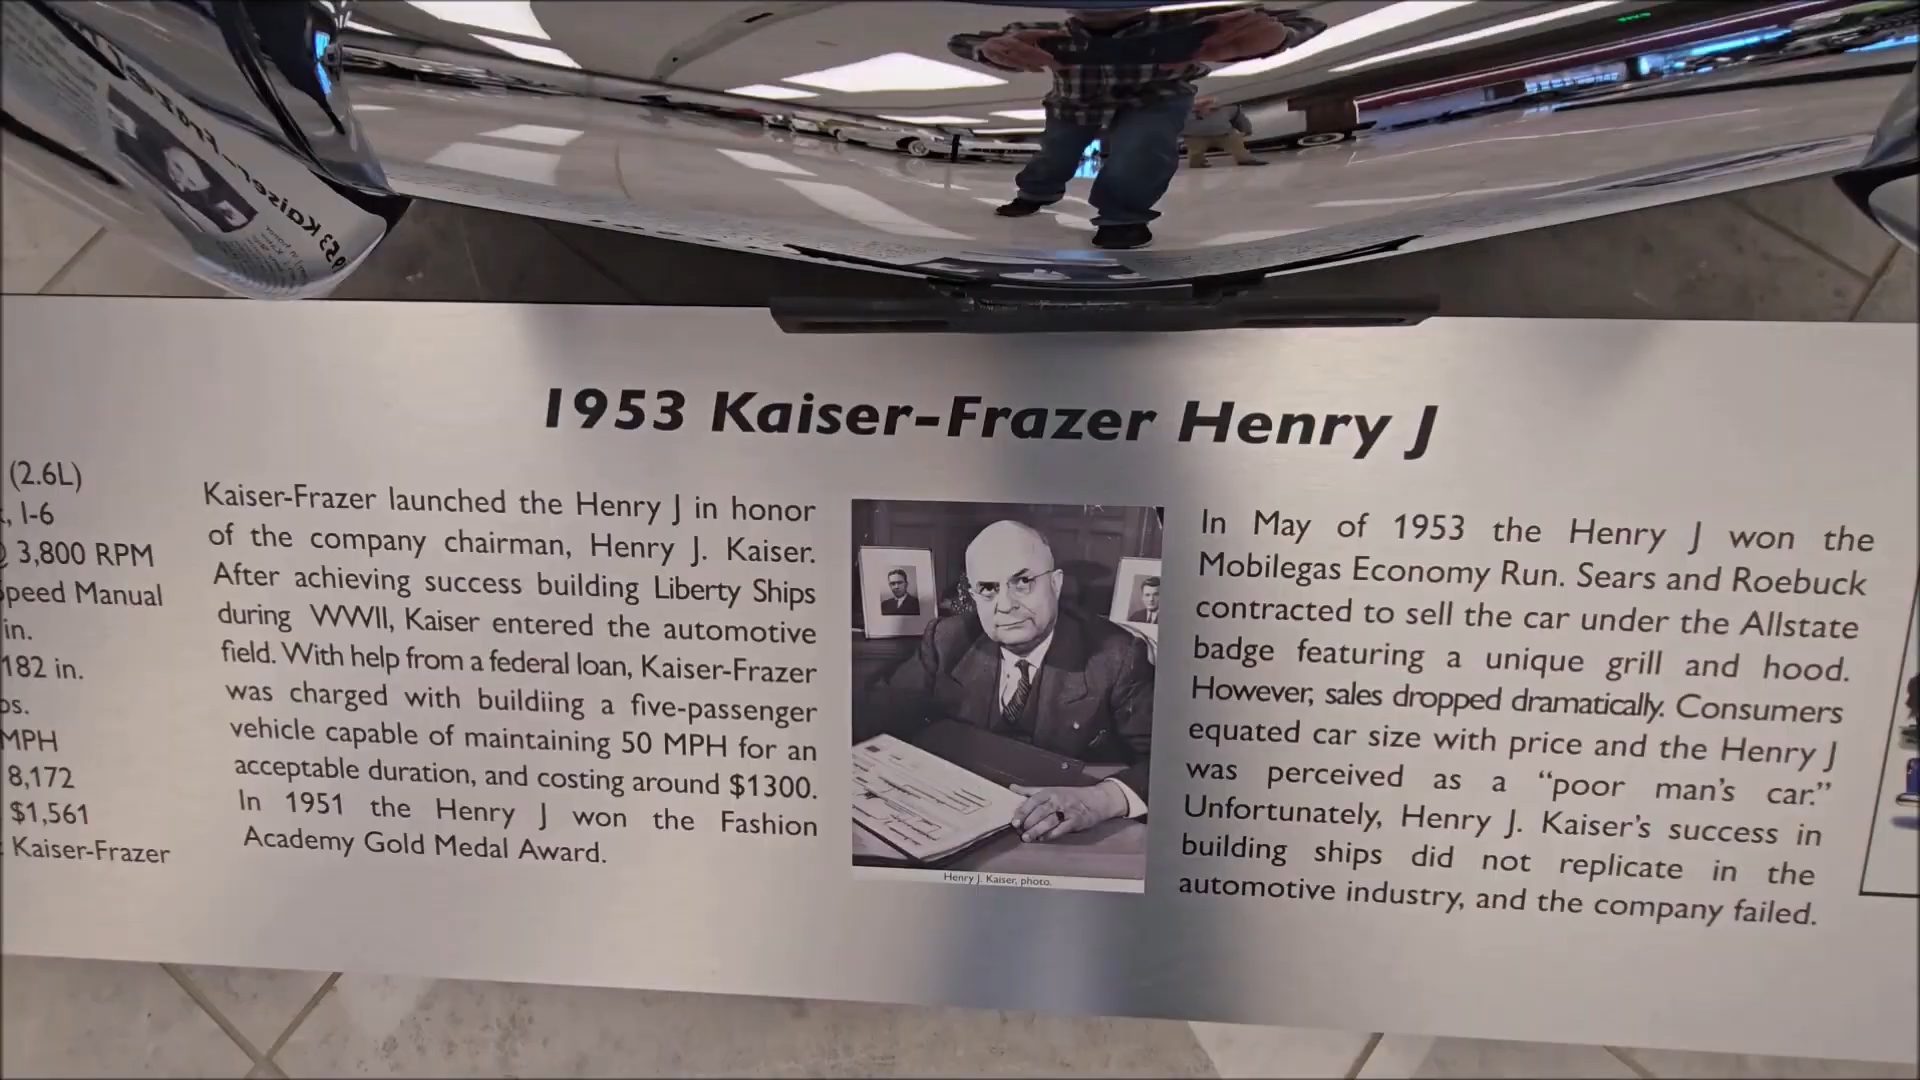 1953 Kaiser-Frazer Henry J
(2.6L)
I-6
3,800 RPM
Manual
in.
182 in.
MPH
8,172
$1,561
Kaiser-Frazer
Kaiser-Frazer launched the Henry J in honor
of the company chairman, Henry J. Kaiser.
After achieving success building Liberty Ships
during WWII, Kaiser entered the automotive
field. With help from a federal loan, Kaiser-Frazer
was charged with buildiing a five-passenger
vehicle capable of maintaining 50 MPH for an
acceptable duration, and costing around $1300.
In 1951 the Henry J won the Fashion
Academy Gold Medal Award.
Henry J. Kaiser, photo.
In May of 1953 the Henry J won the
Mobilegas Economy Run. Sears and Roebuck
contracted to sell the car under the Allstate
badge featuring a unique grill and hood.
However, sales dropped dramatically. Consumers
equated car size with price and the Henry J
was perceived as a “poor man’s car.”
Unfortunately, Henry J. Kaiser’s success in
building ships did not replicate in the
automotive industry, and the company failed.